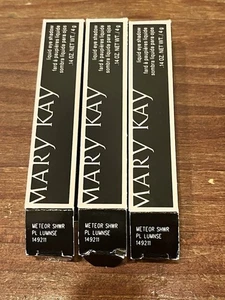 liquid eye shadow
fard à paupières liquide
sombra líquida para ojos
.14 OZ. NET WT. / 4 g
MARY KAY
METEOR SHWR
PL LUMNSE
149211
liquid eye shadow
fard à paupières liquide
sombra líquida para ojos
.14 OZ. NET WT. / 4 g
MARY KAY
METEOR SHWR
PL LUMNSE
149211
liquid eye shadow
fard à paupières liquide
sombra líquida para ojos
.14 OZ. NET WT. / 4 g
MARY KAY
METEOR SHWR
PL LUMNSE
149211